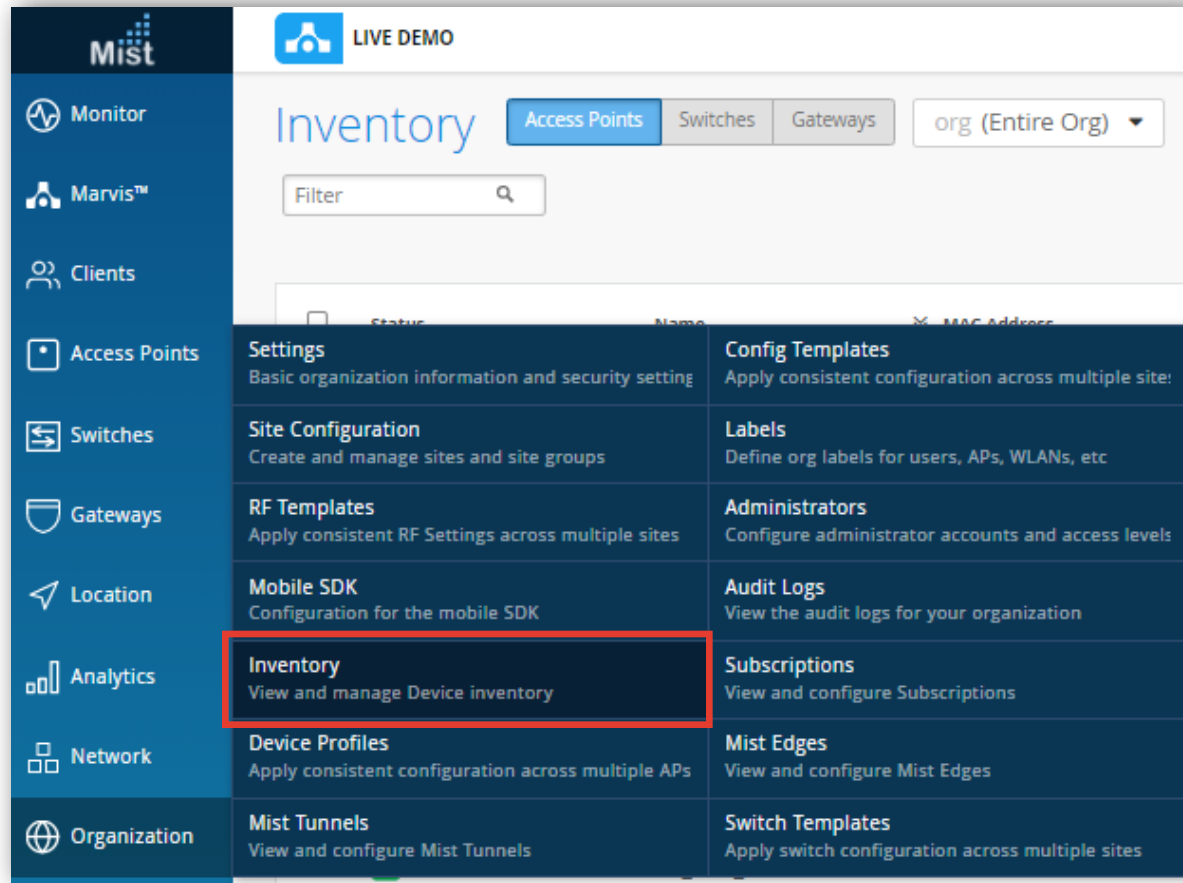 Mist
LIVE DEMO
Monitor
Marvis™
Clients
Access Points
Switches
Gateways
Location
Analytics
Network
Organization
Inventory
Access Points
Switches
Gateways
org (Entire Org)
Filter
Status
Name
MAC Address
Settings
Basic organization information and security setting
Config Templates
Apply consistent configuration across multiple sites
Site Configuration
Create and manage sites and site groups
Labels
Define org labels for users, APs, WLANs, etc
RF Templates
Apply consistent RF Settings across multiple sites
Administrators
Configure administrator accounts and access levels
Mobile SDK
Configuration for the mobile SDK
Audit Logs
View the audit logs for your organization
Inventory
View and manage Device inventory
Subscriptions
View and configure Subscriptions
Device Profiles
Apply consistent configuration across multiple APs
Mist Edges
View and configure Mist Edges
Mist Tunnels
View and configure Mist Tunnels
Switch Templates
Apply switch configuration across multiple sites